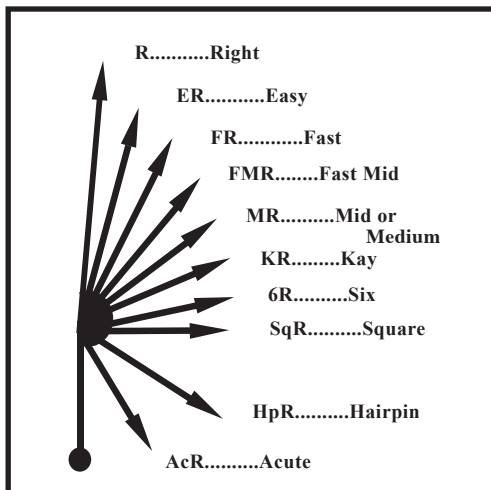 R...........Right
ER...........Easy
FR............Fast
FMR........Fast Mid
MR..........Mid or
Medium
KR.........Kay
6R..........Six
SqR..........Square
HpR..........Hairpin
AcR..........Acute